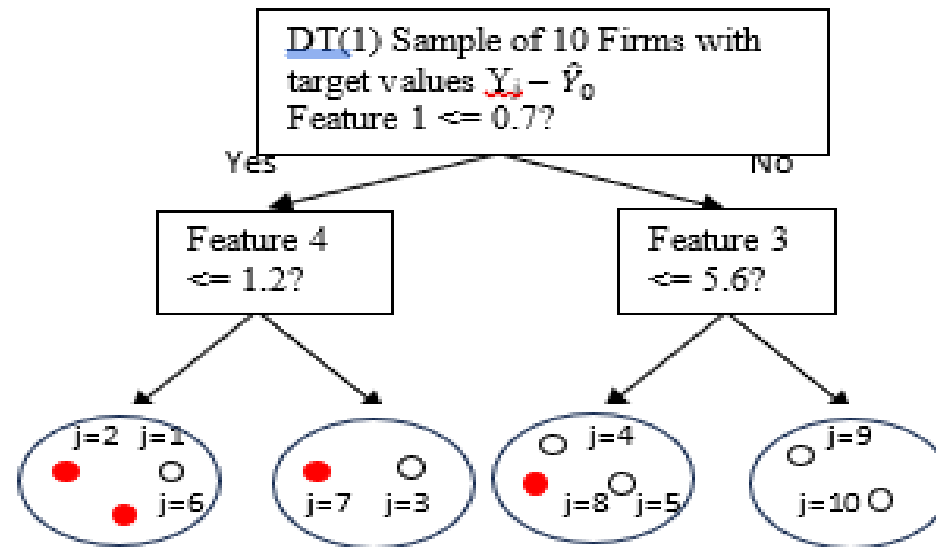 DT(1) Sample of 10 Firms with
target values Yⱼ – Ŷ₀
Feature 1 <= 0.7?
Yes
No
Feature 4
<= 1.2?
Feature 3
<= 5.6?
j=2 j=1
j=6
j=7 j=3
j=4
j=8 j=5
j=9
j=10